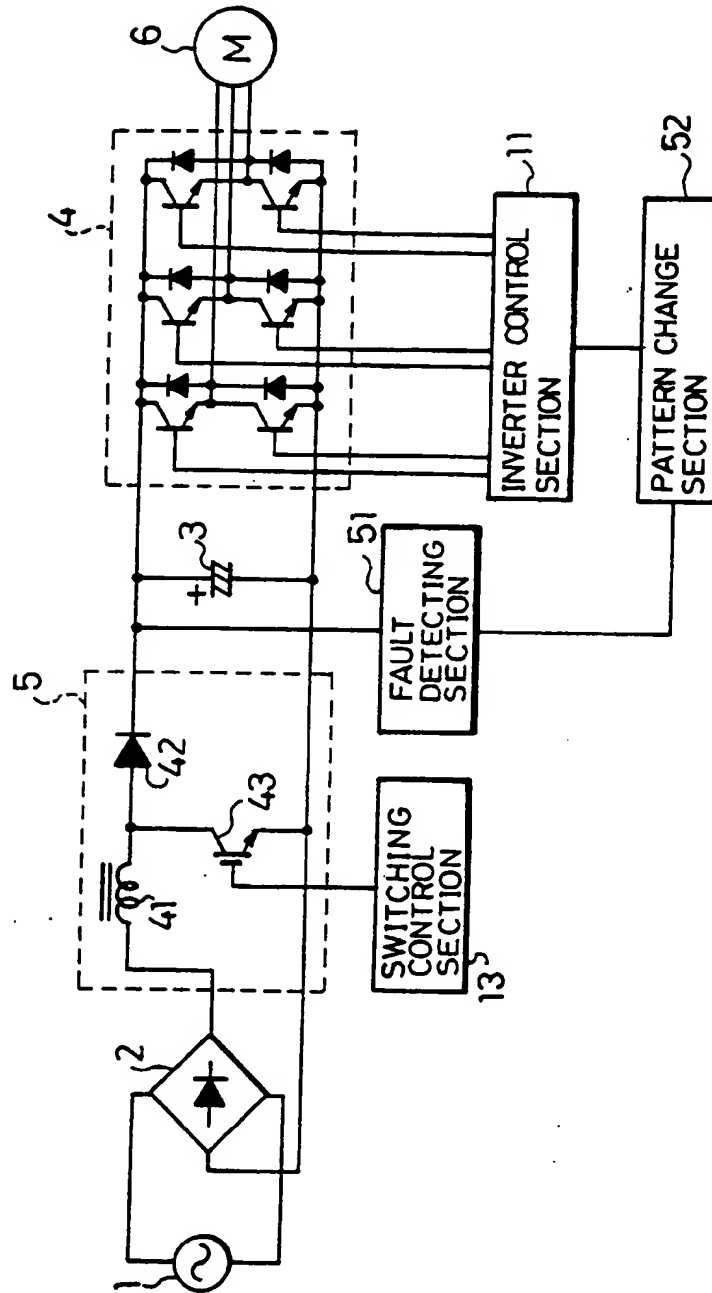 1
2
5
41
42
43
+
3
4
6
M
SWITCHING
CONTROL
SECTION
13
FAULT
DETECTING
SECTION
51
INVERTER CONTROL
SECTION
11
PATTERN CHANGE
SECTION
52